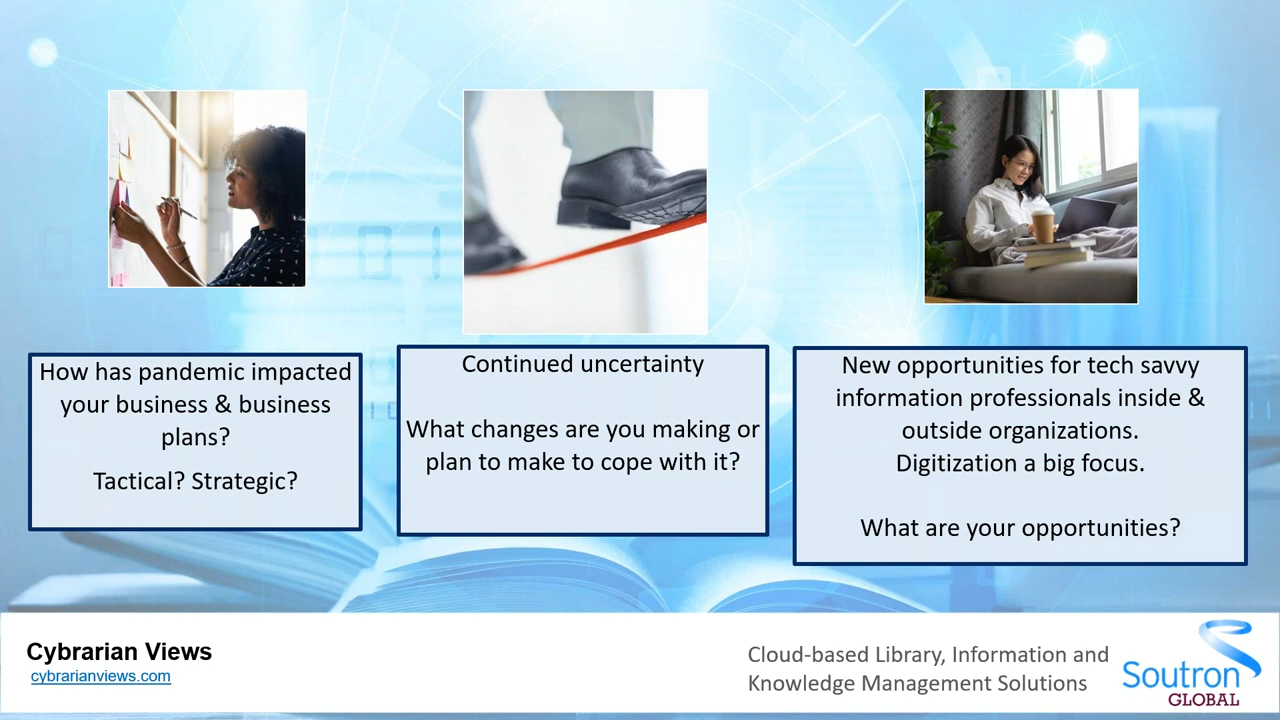 How has pandemic impacted
your business & business
plans?
Tactical? Strategic?
Continued uncertainty
What changes are you making or
plan to make to cope with it?
New opportunities for tech savvy
information professionals inside &
outside organizations.
Digitization a big focus.
What are your opportunities?
Cybrarian Views
cybrarianviews.com
Cloud-based Library, Information and
Knowledge Management Solutions
Soutron
GLOBAL